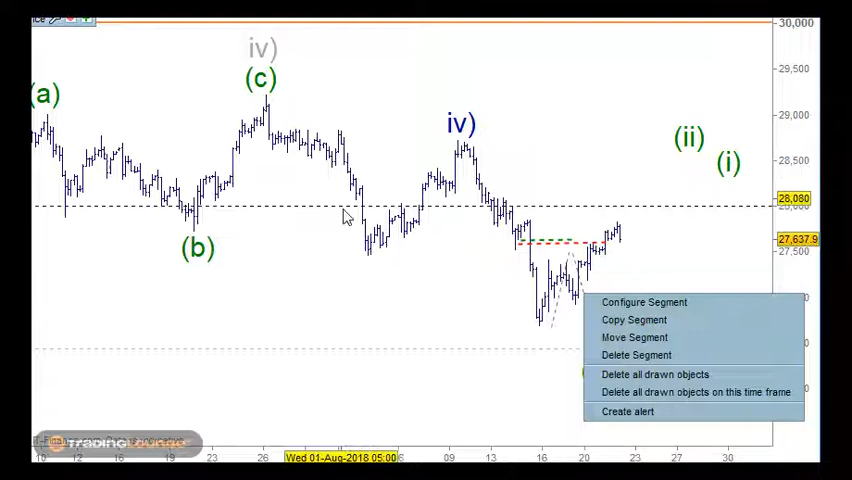 30,000
29,500
29,000
28,500
28,080
27,637.9
27,500
iv)
(c)
(a)
(b)
iv)
(ii)
(i)
Configure Segment
Copy Segment
Move Segment
Delete Segment
Delete all drawn objects
Delete all drawn objects on this time frame
Create alert
TradingLounge
12
16
19
23
26
Wed 01-Aug-2018 05:00
09
13
16
20
23
27
30